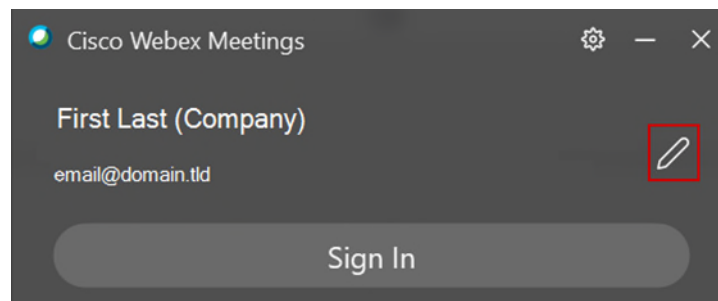 Cisco Webex Meetings
First Last (Company)
email@domain.tld
Sign In